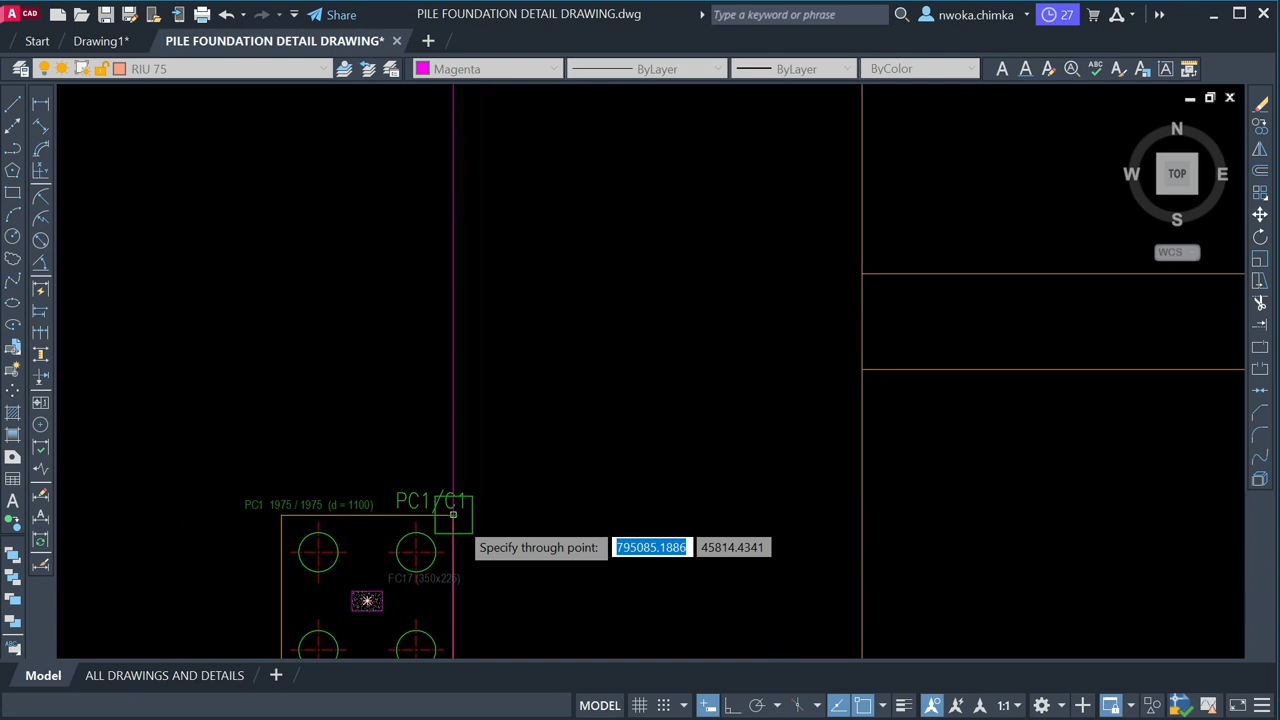 A CAD
Share
PILE FOUNDATION DETAIL DRAWING.dwg
Type a keyword or phrase
nwoka.chimka
27
Start
Drawing1*
PILE FOUNDATION DETAIL DRAWING*
RIU 75
Magenta
ByLayer
ByLayer
ByColor
N
W
TOP
E
S
WCS
PC1 1975 / 1975 (d = 1100)
PC1/C1
Specify through point:
795085.1886
45814.4341
FC17 (350x225)
Model
ALL DRAWINGS AND DETAILS
MODEL
1:1